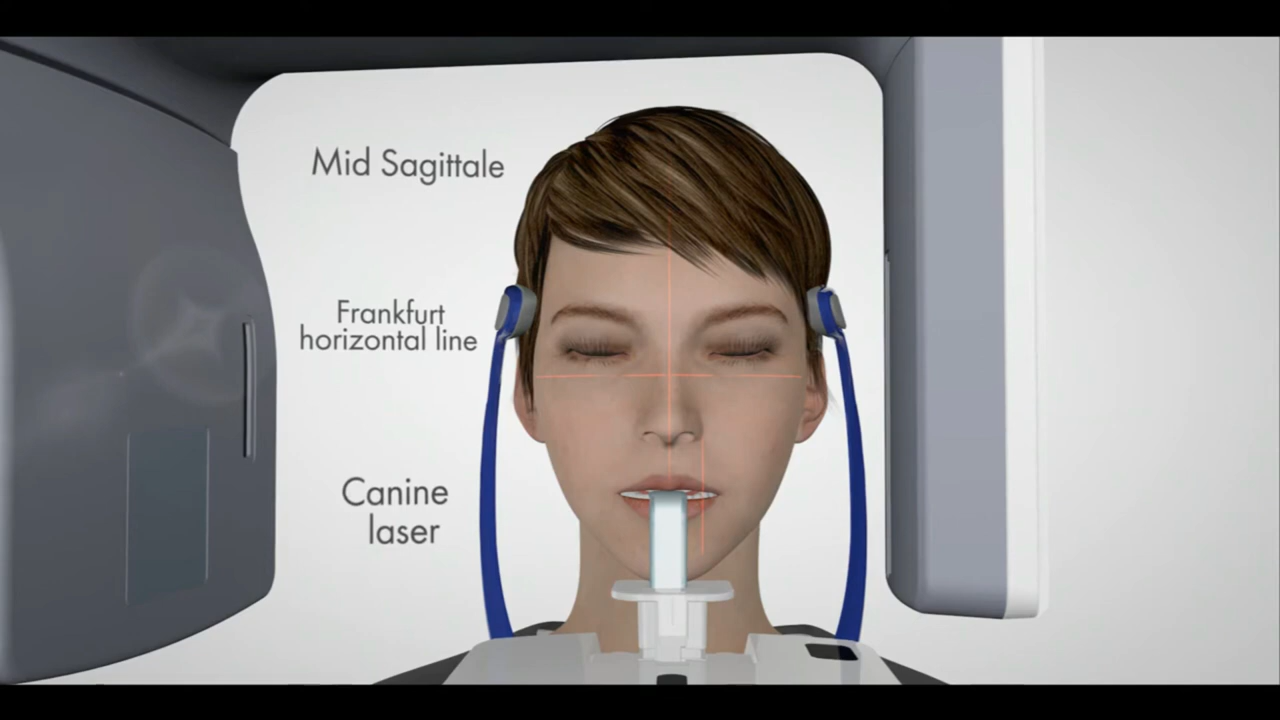 Mid Sagittale
Frankfurt
horizontal line
Canine
laser